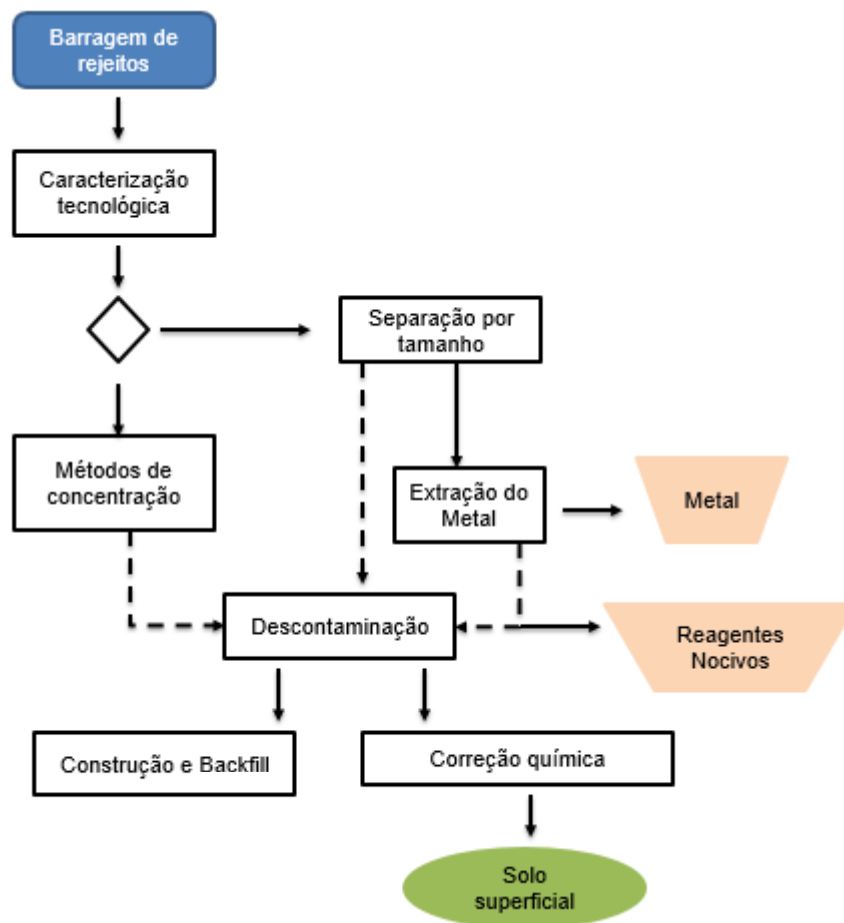 Barragem de
rejeitos
Caracterização
tecnológica
Separação por
tamanho
Métodos de
concentração
Extração do
Metal
Metal
Descontaminação
Reagentes
Nocivos
Construção e Backfill
Correção química
Solo
superficial